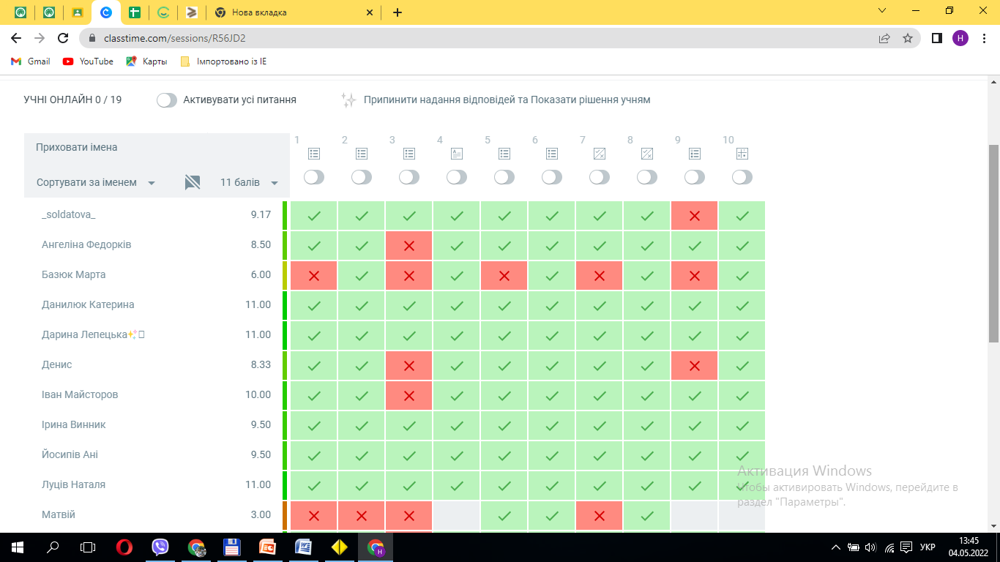 Нова вкладка
classtime.com/sessions/R56JD2
H
Gmail YouTube Карты Імпортовано із IE
УЧНІ ОНЛАЙН 0 / 19 Активувати усі питання Припинити надання відповідей та Показати рішення учням
Приховати імена 1 2 3 4 5 6 7 8 9 10
Сортувати за іменем 11 балів
_soldatova_ 9.17
Ангеліна Федорків 8.50
Базюк Марта 6.00
Данилюк Катерина 11.00
Дарина Лепецька✨ 11.00
Денис 8.33
Іван Майсторов 10.00
Ірина Винник 9.50
Йосипів Ані 9.50
Луців Наталя 11.00
Матвій 3.00
Активация Windows
Чтобы активировать Windows, перейдите в
раздел "Параметры".
УКР
13:45
04.05.2022